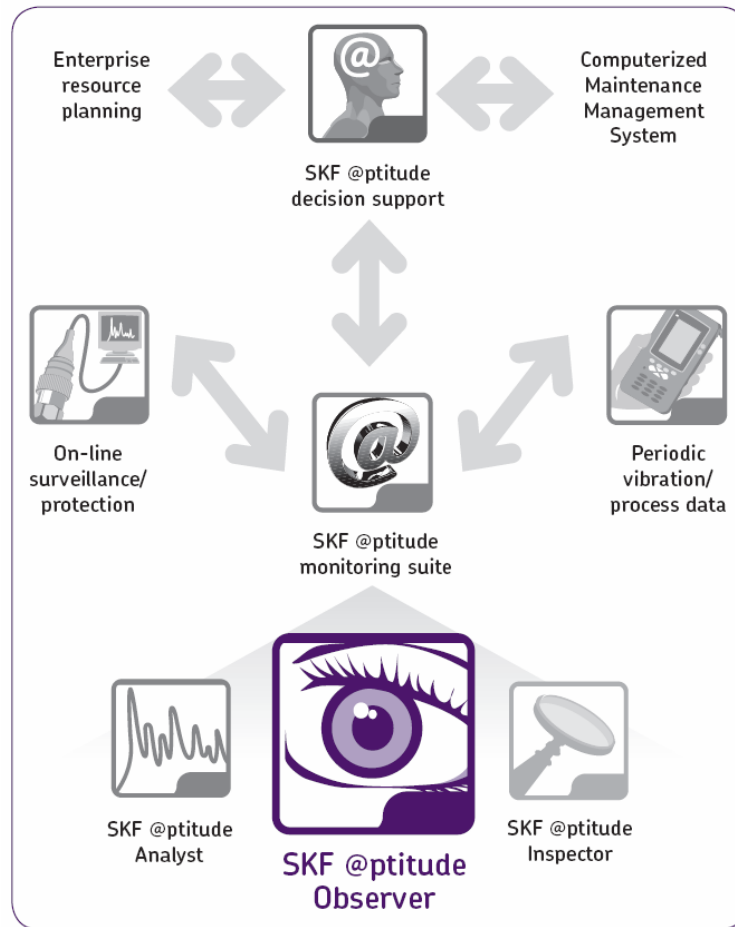 Enterprise
resource
planning
Computerized
Maintenance
Management
System
SKF @ptitude
decision support
On-line
surveillance/
protection
Periodic
vibration/
process data
SKF @ptitude
monitoring suite
SKF @ptitude
Analyst
SKF @ptitude
Observer
SKF @ptitude
Inspector